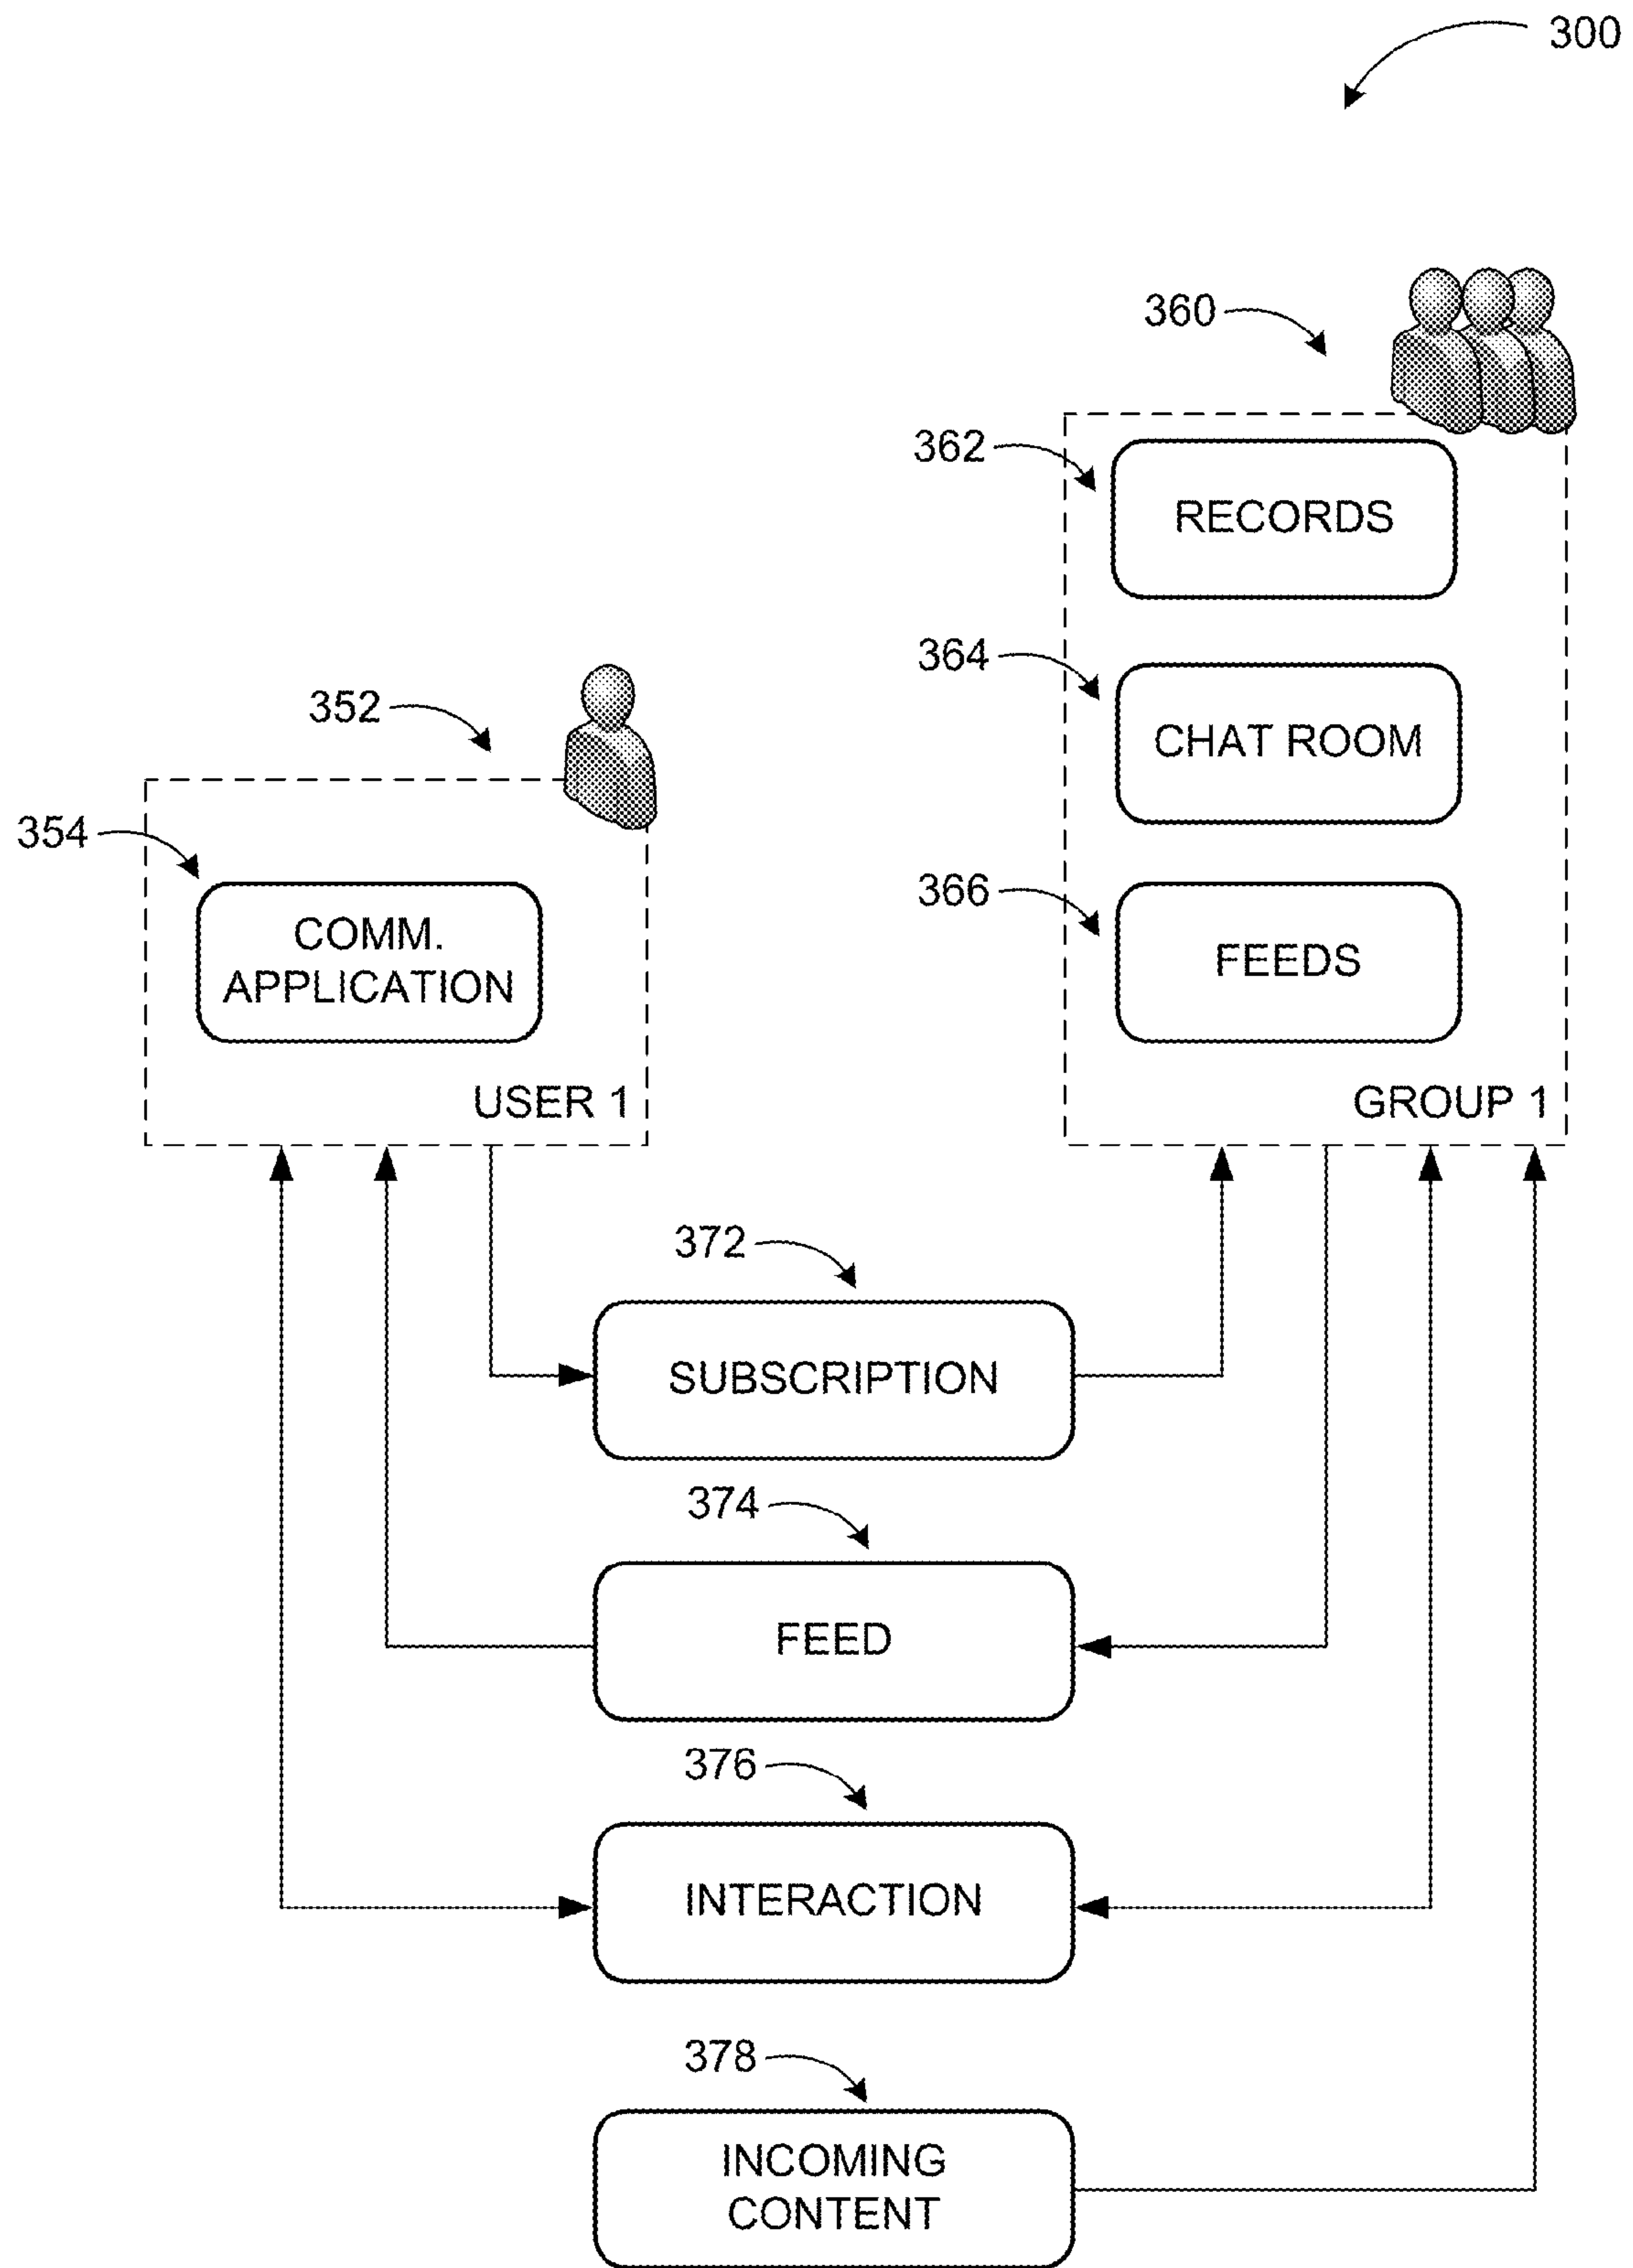 300
360
362
RECORDS
364
CHAT ROOM
352
354
366
COMM.
APPLICATION
FEEDS
USER 1
GROUP 1
372
SUBSCRIPTION
374
FEED
376
INTERACTION
378
INCOMING
CONTENT